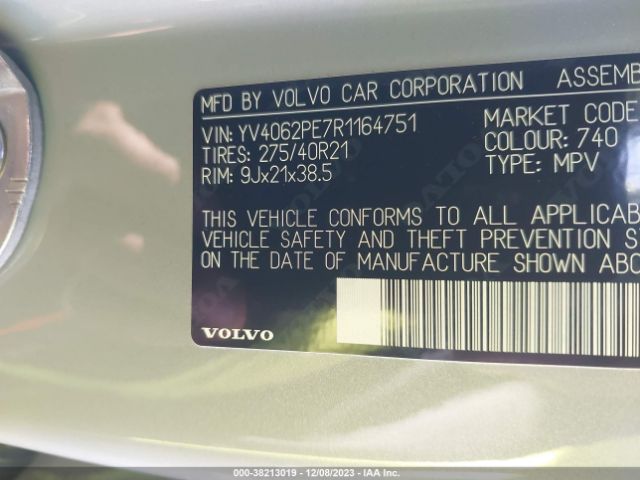 MFD BY VOLVO CAR CORPORATION ASSEMB
VIN: YV4062PE7R1164751
MARKET CODE
TIRES: 275/40R21
COLOUR: 740
RIM: 9Jx21x38.5
TYPE: MPV
THIS VEHICLE CONFORMS TO ALL APPLICAB
VEHICLE SAFETY AND THEFT PREVENTION S
ON THE DATE OF MANUFACTURE SHOWN ABO
VOLVO
000-38213019 - 12/08/2023 - IAA Inc.